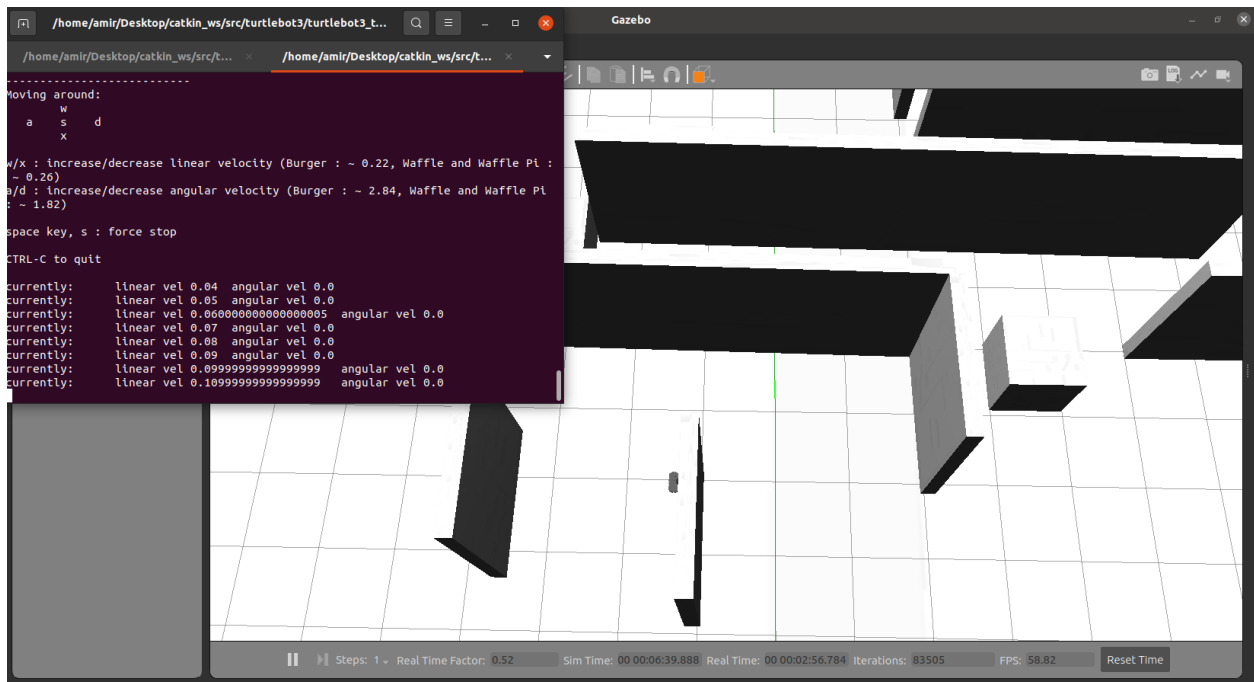 /home/amir/Desktop/catkin_ws/src/turtlebot3/turtlebot3_t...
Gazebo
/home/amir/Desktop/catkin_ws/src/t...
/home/amir/Desktop/catkin_ws/src/t...
---------------------------
Moving around:
w
a s d
x
w/x : increase/decrease linear velocity (Burger : ~ 0.22, Waffle and Waffle Pi :
~ 0.26)
a/d : increase/decrease angular velocity (Burger : ~ 2.84, Waffle and Waffle Pi
: ~ 1.82)
space key, s : force stop
CTRL-C to quit
currently: linear vel 0.04 angular vel 0.0
currently: linear vel 0.05 angular vel 0.0
currently: linear vel 0.060000000000000005 angular vel 0.0
currently: linear vel 0.07 angular vel 0.0
currently: linear vel 0.08 angular vel 0.0
currently: linear vel 0.09 angular vel 0.0
currently: linear vel 0.09999999999999999 angular vel 0.0
currently: linear vel 0.10999999999999999 angular vel 0.0
LOG
Steps: 1 Real Time Factor: 0.52 Sim Time: 00 00:06:39.888 Real Time: 00 00:02:56.784 Iterations: 83505 FPS: 58.82 Reset Time